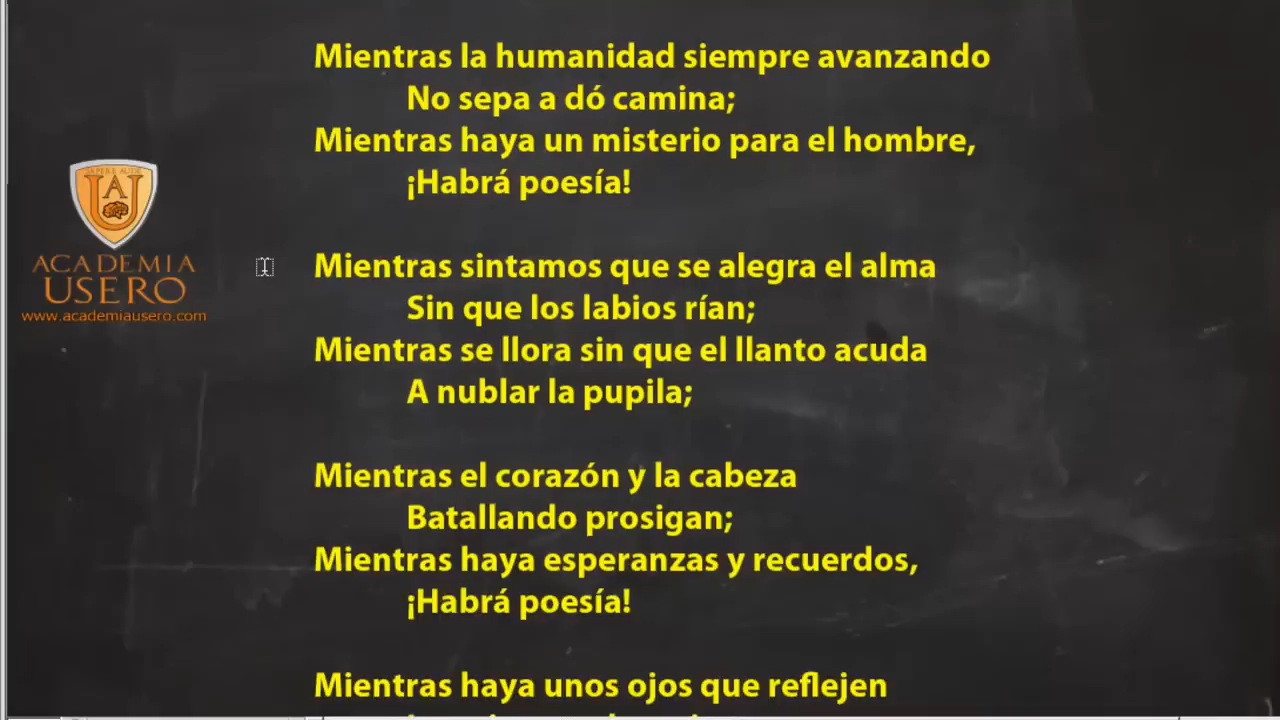 Mientras la humanidad siempre avanzando
No sepa a dó camina;
Mientras haya un misterio para el hombre,
¡Habrá poesía!
Mientras sintamos que se alegra el alma
Sin que los labios rían;
Mientras se llora sin que el llanto acuda
A nublar la pupila;
Mientras el corazón y la cabeza
Batallando prosigan;
Mientras haya esperanzas y recuerdos,
¡Habrá poesía!
Mientras haya unos ojos que reflejen
UA
ACADEMIA
USERO
www.academiausero.com